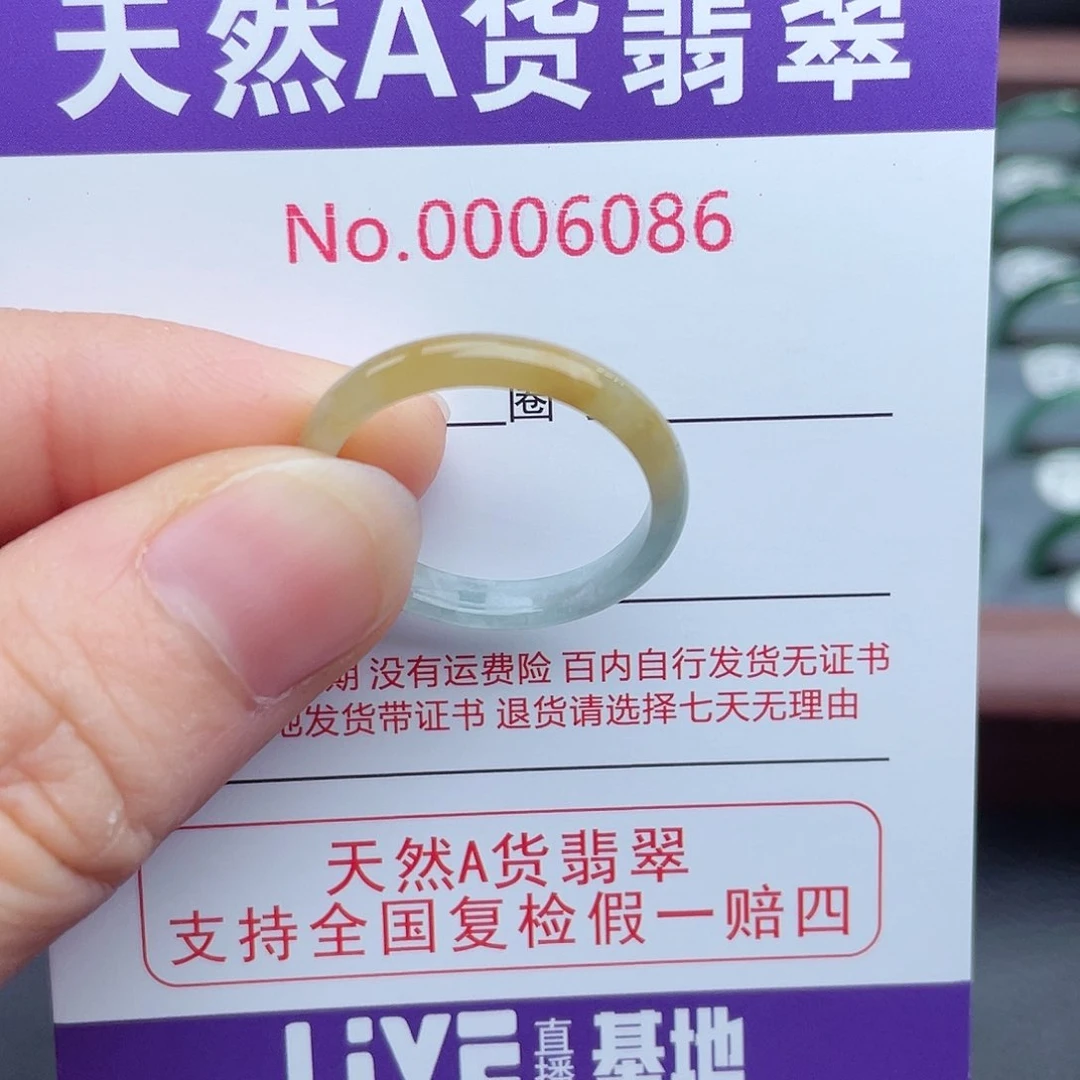 天然A货翡翠
No.0006086
圈
期 没有运费险 百内自行发货无证书
发货带证书 退货请选择七天无理由
天然A货翡翠
支持全国复检假一赔四
LiVE 直播 基地